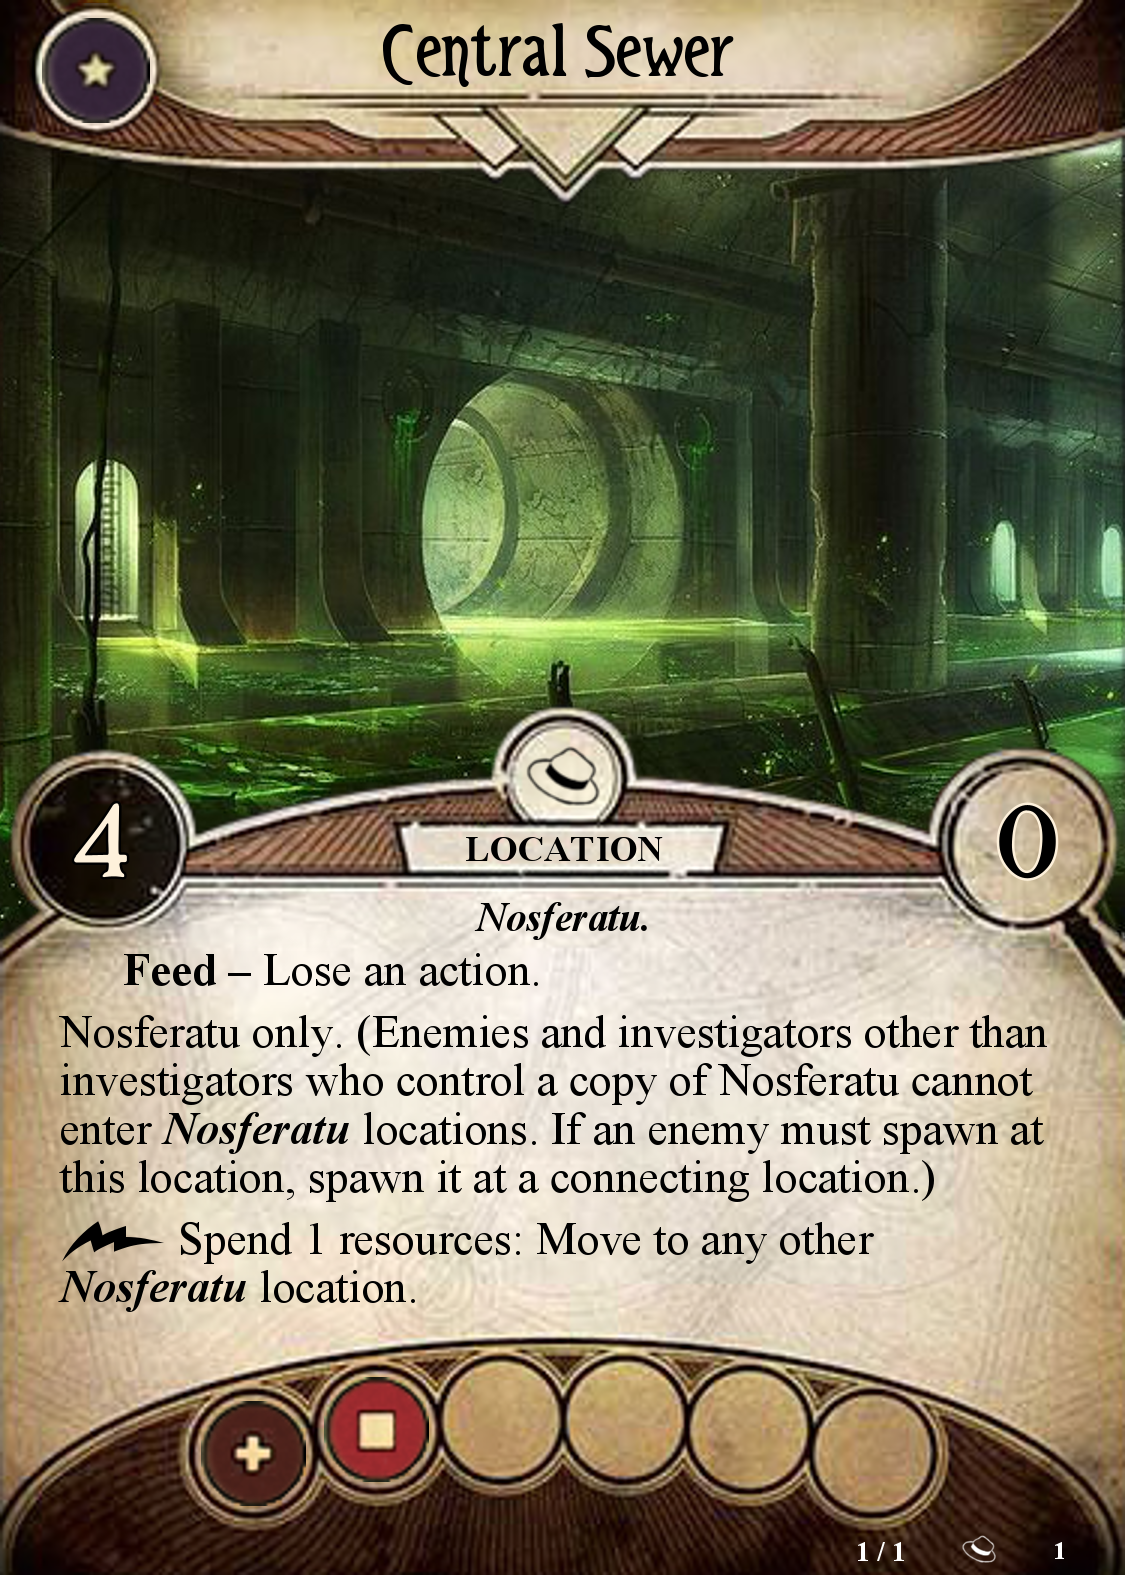 Central Sewer
4
LOCATION
0
Nosferatu.
Feed – Lose an action.
Nosferatu only. (Enemies and investigators other than
investigators who control a copy of Nosferatu cannot
enter Nosferatu locations. If an enemy must spawn at
this location, spawn it at a connecting location.)
Spend 1 resources: Move to any other
Nosferatu location.
1 / 1
1